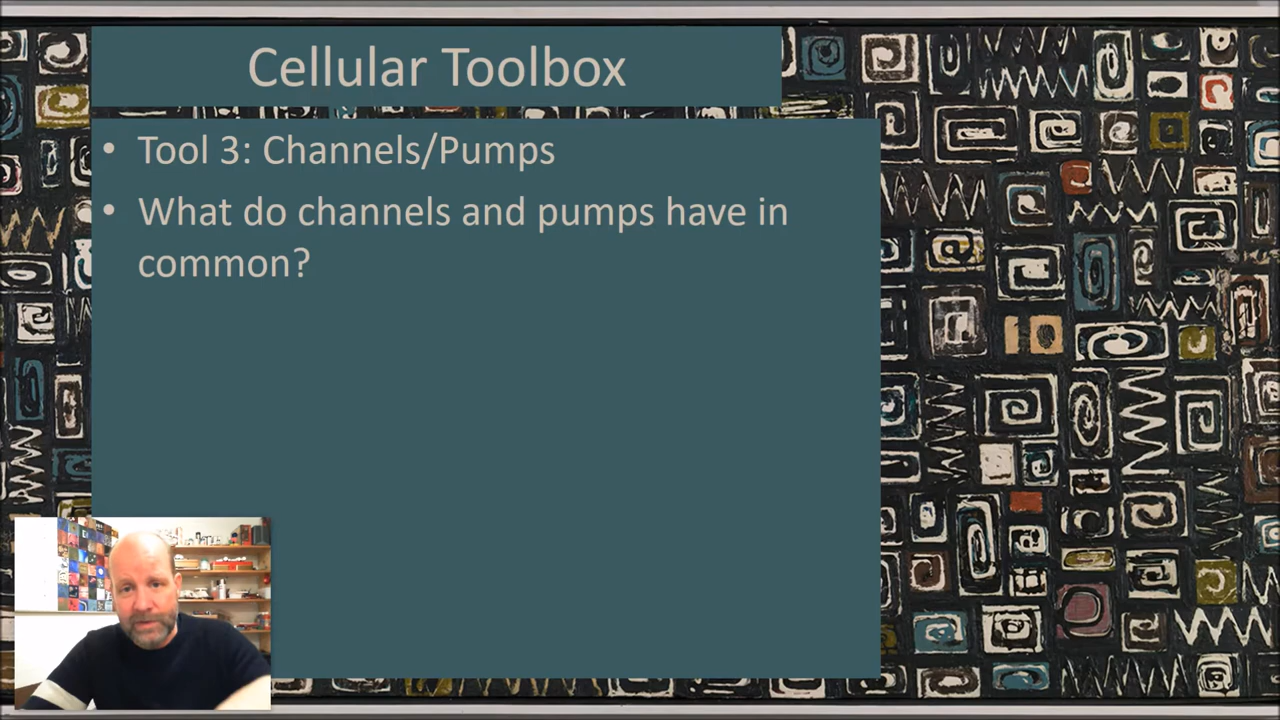 Cellular Toolbox
• Tool 3: Channels/Pumps
• What do channels and pumps have in
common?